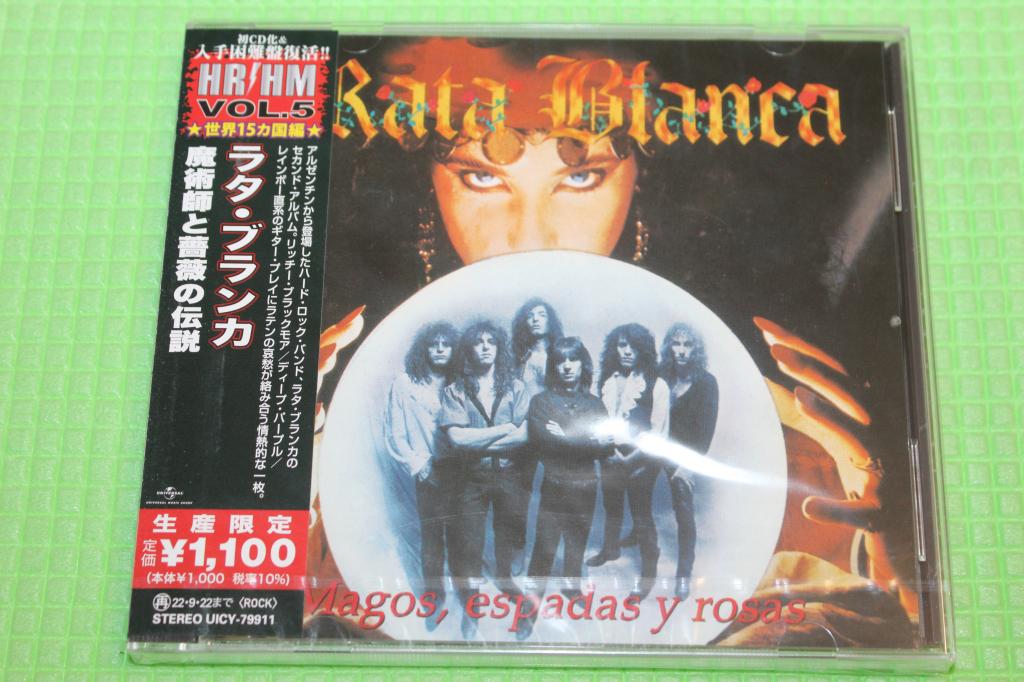 初CD化&
入手困難盤復活!!
HR/HM
VOL.5
★世界15カ国編★
ラタ・ブランカ
魔術師と薔薇の伝説
アルゼンチンから登場したハード・ロック・バンド、ラタ・ブランカの
セカンド・アルバム。リッチー・ブラックモア/ディープ・パープル/
レインボー直系のギター・プレイにラテンの哀愁が絡み合う情熱的な一枚。
UNIVERSAL
UNIVERSAL MUSIC GROUP
生産限定
定価 ¥1,100
(本体¥1,000 税率10%)
再 22・9・22まで 〈ROCK〉
STEREO UICY-79911
Rata Blanca
Magos, espadas y rosas